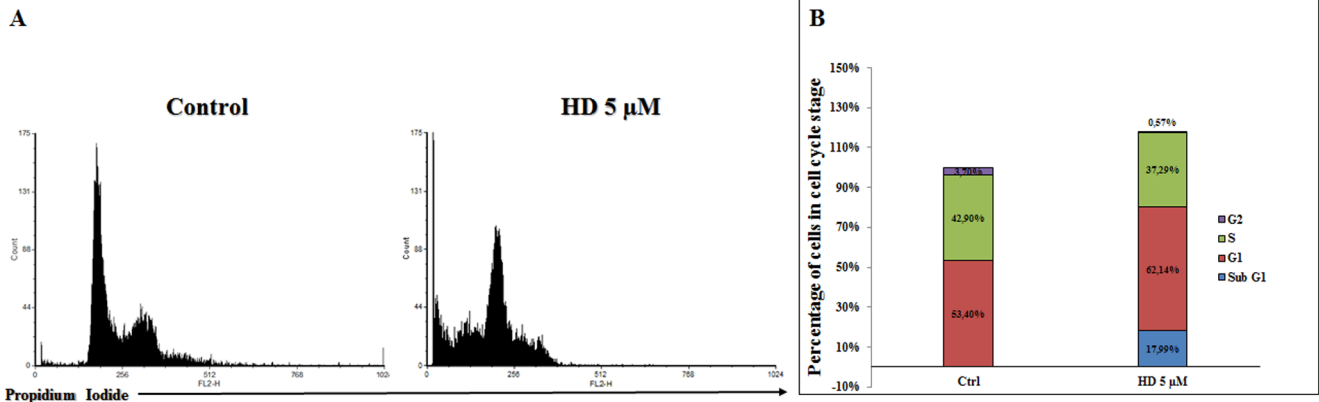 A
Control
HD 5 µM
175
131
88
44
0
Count
0
256
512
768
102
FL2-H
175
131
88
44
0
Count
0
256
512
768
1024
FL2-H
Propidium Iodide
B
Percentage of cells in cell cycle stage
150%
130%
110%
90%
70%
50%
30%
10%
-10%
3,70%
42,90%
53,40%
0,57%
37,29%
62,14%
17,99%
Ctrl
HD 5 µM
G2
S
G1
Sub G1